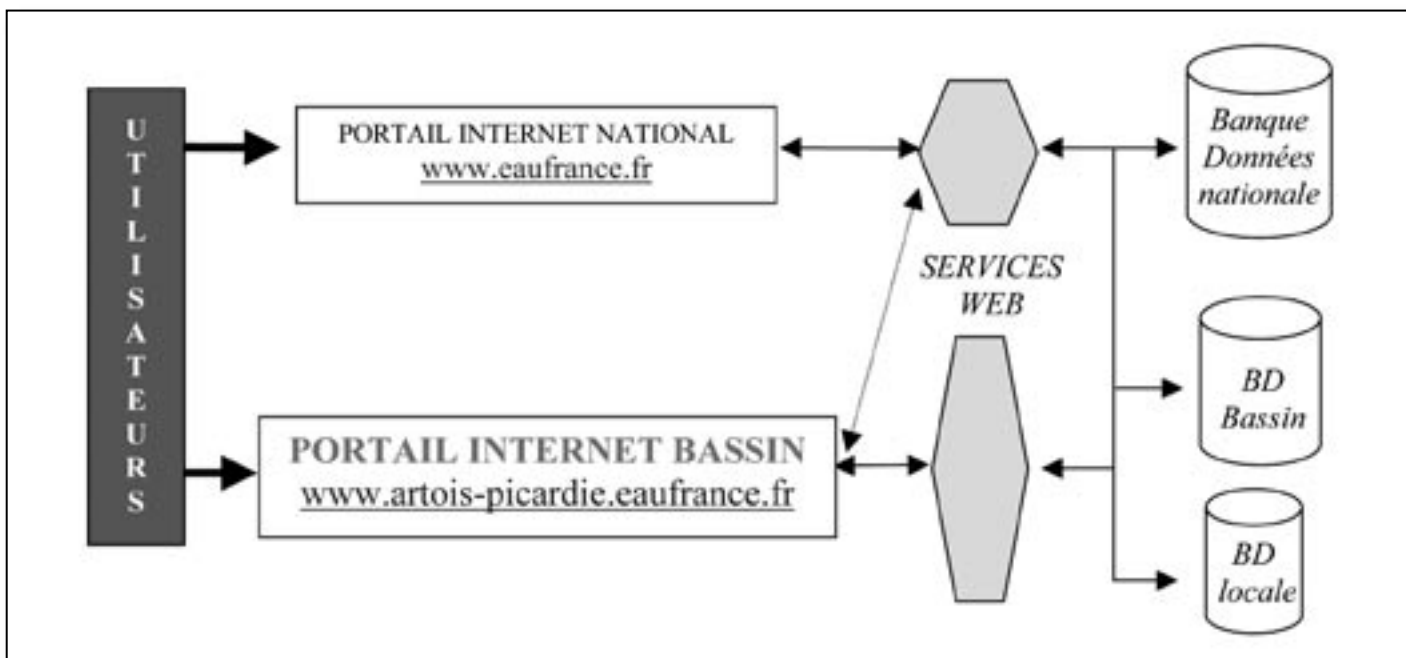 UTILISATEURS
PORTAIL INTERNET NATIONAL
www.eaufrance.fr
PORTAIL INTERNET BASSIN
www.artois-picardie.eaufrance.fr
SERVICES
WEB
Banque
Données
nationale
BD
Bassin
BD
locale